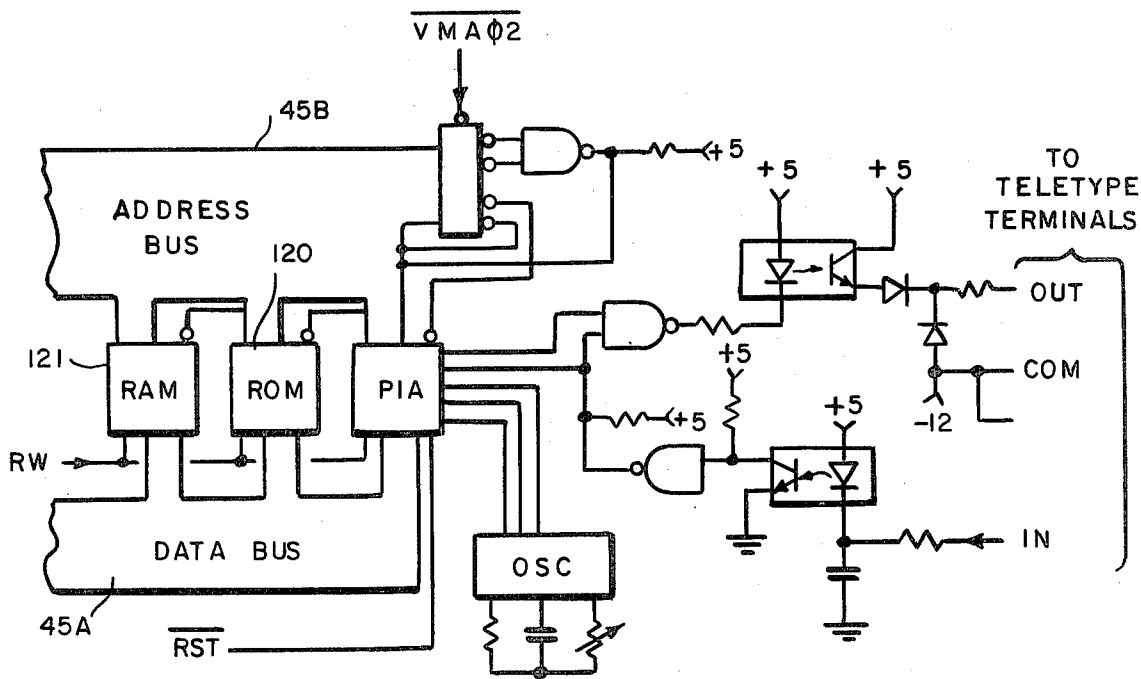 VMAΦ2
45B
+5
TO
TELETYPE
TERMINALS
+5
+5
ADDRESS
BUS
120
OUT
121
RAM
ROM
PIA
+5
COM
-12
+5
+5
RW
IN
DATA BUS
OSC
45A
RST